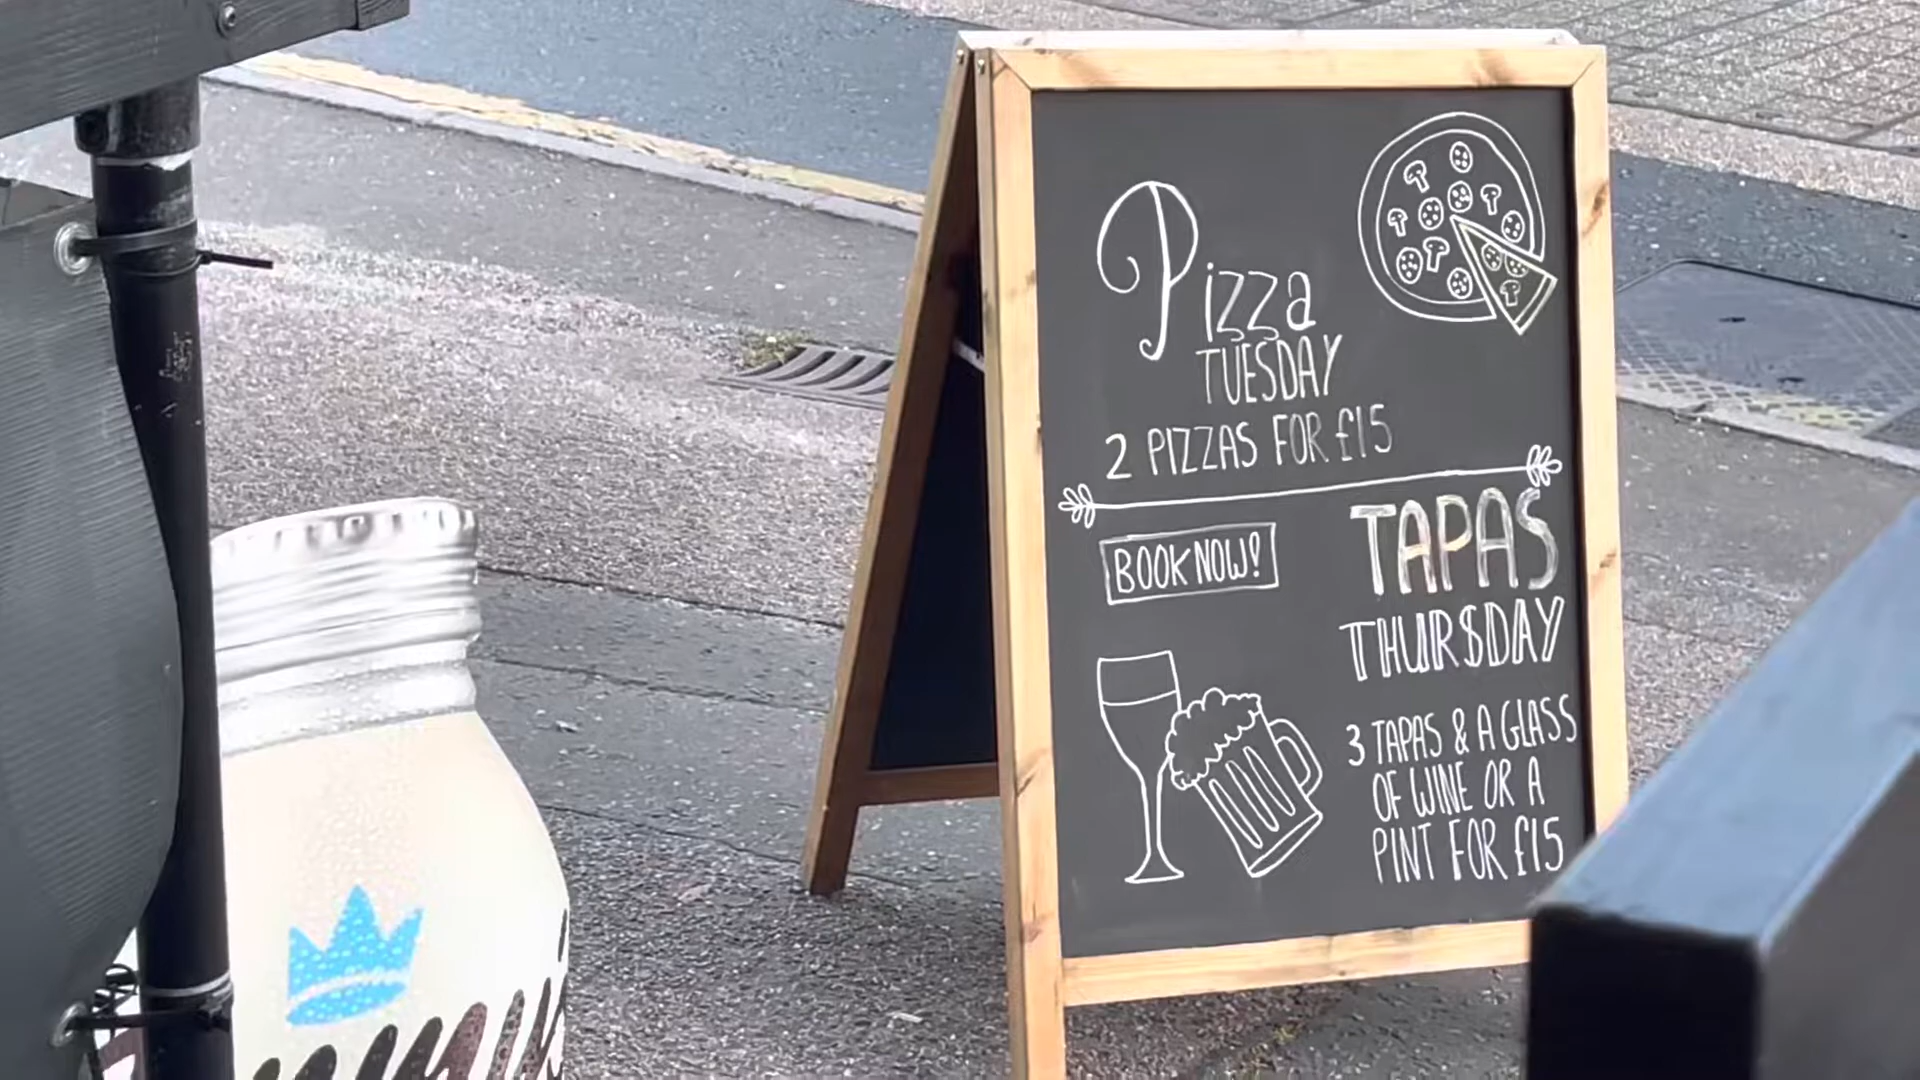 Pizza
TUESDAY
2 PIZZAS FOR £15
BOOK NOW!
TAPAS
THURSDAY
3 TAPAS & A GLASS
OF WINE OR A
PINT FOR £15